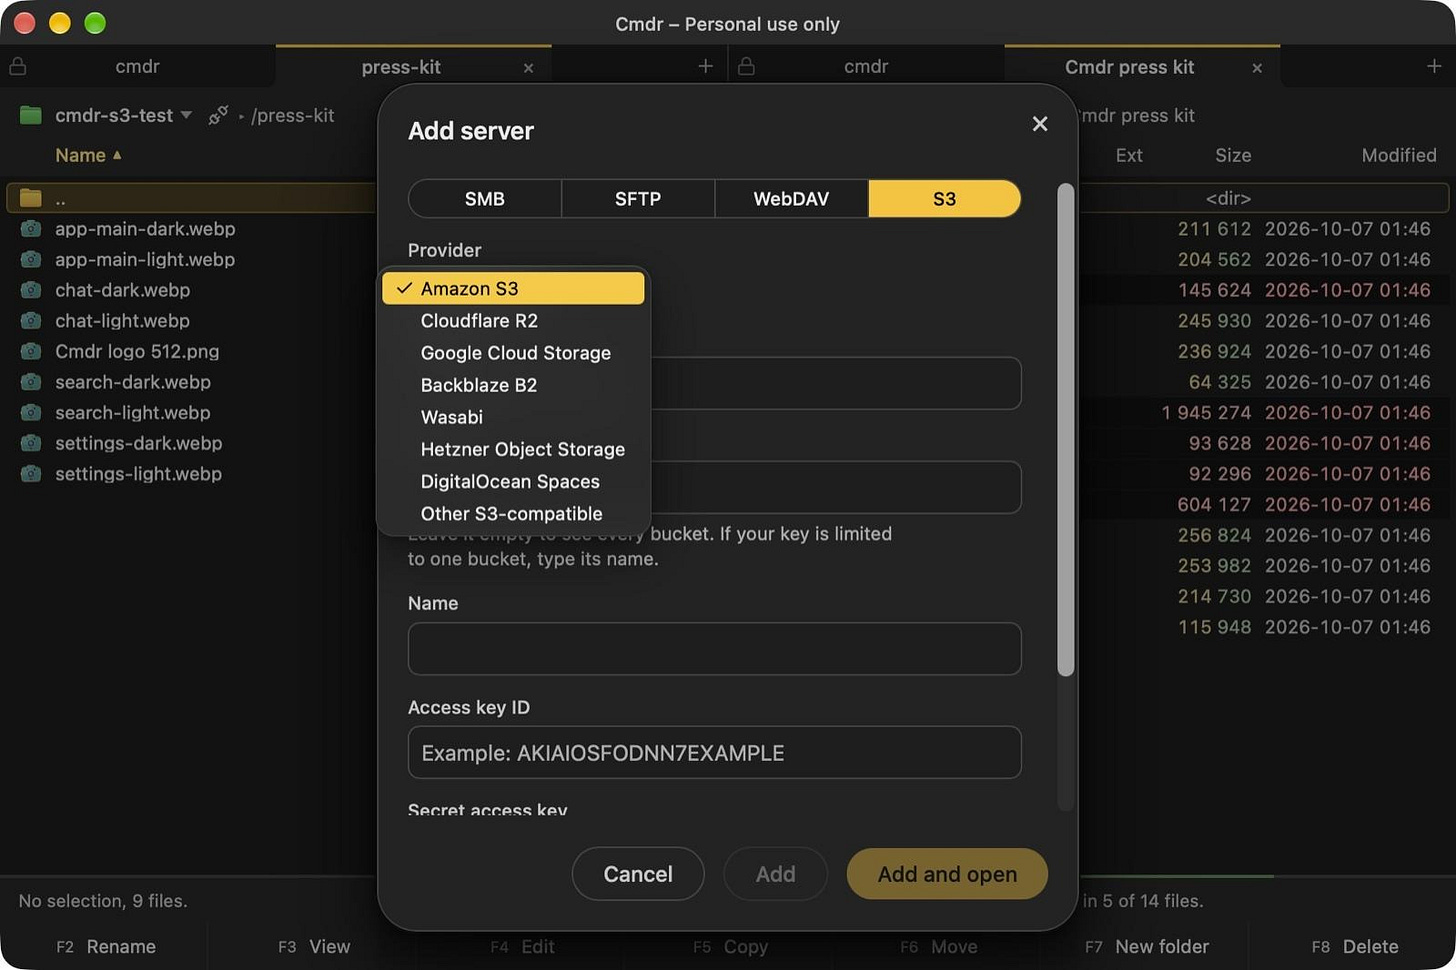 Cmdr – Personal use only
cmdr
press-kit
cmdr
Cmdr press kit
cmdr-s3-test
/press-kit
Cmdr press kit
Name
Ext
Size
Modified
..
<dir>
app-main-dark.webp
211 612 2026-10-07 01:46
app-main-light.webp
204 562 2026-10-07 01:46
chat-dark.webp
145 624 2026-10-07 01:46
chat-light.webp
245 930 2026-10-07 01:46
Cmdr logo 512.png
236 924 2026-10-07 01:46
search-dark.webp
64 325 2026-10-07 01:46
search-light.webp
1 945 274 2026-10-07 01:46
settings-dark.webp
93 628 2026-10-07 01:46
settings-light.webp
92 296 2026-10-07 01:46
604 127 2026-10-07 01:46
256 824 2026-10-07 01:46
253 982 2026-10-07 01:46
214 730 2026-10-07 01:46
115 948 2026-10-07 01:46
Add server
SMB
SFTP
WebDAV
S3
Provider
Amazon S3
Cloudflare R2
Google Cloud Storage
Backblaze B2
Wasabi
Hetzner Object Storage
DigitalOcean Spaces
Other S3-compatible
Leave it empty to see every bucket. If your key is limited
to one bucket, type its name.
Name
Access key ID
Example: AKIAIOSFODNN7EXAMPLE
Secret access key
Cancel
Add
Add and open
No selection, 9 files.
in 5 of 14 files.
F2 Rename
F3 View
F4 Edit
F5 Copy
F6 Move
F7 New folder
F8 Delete